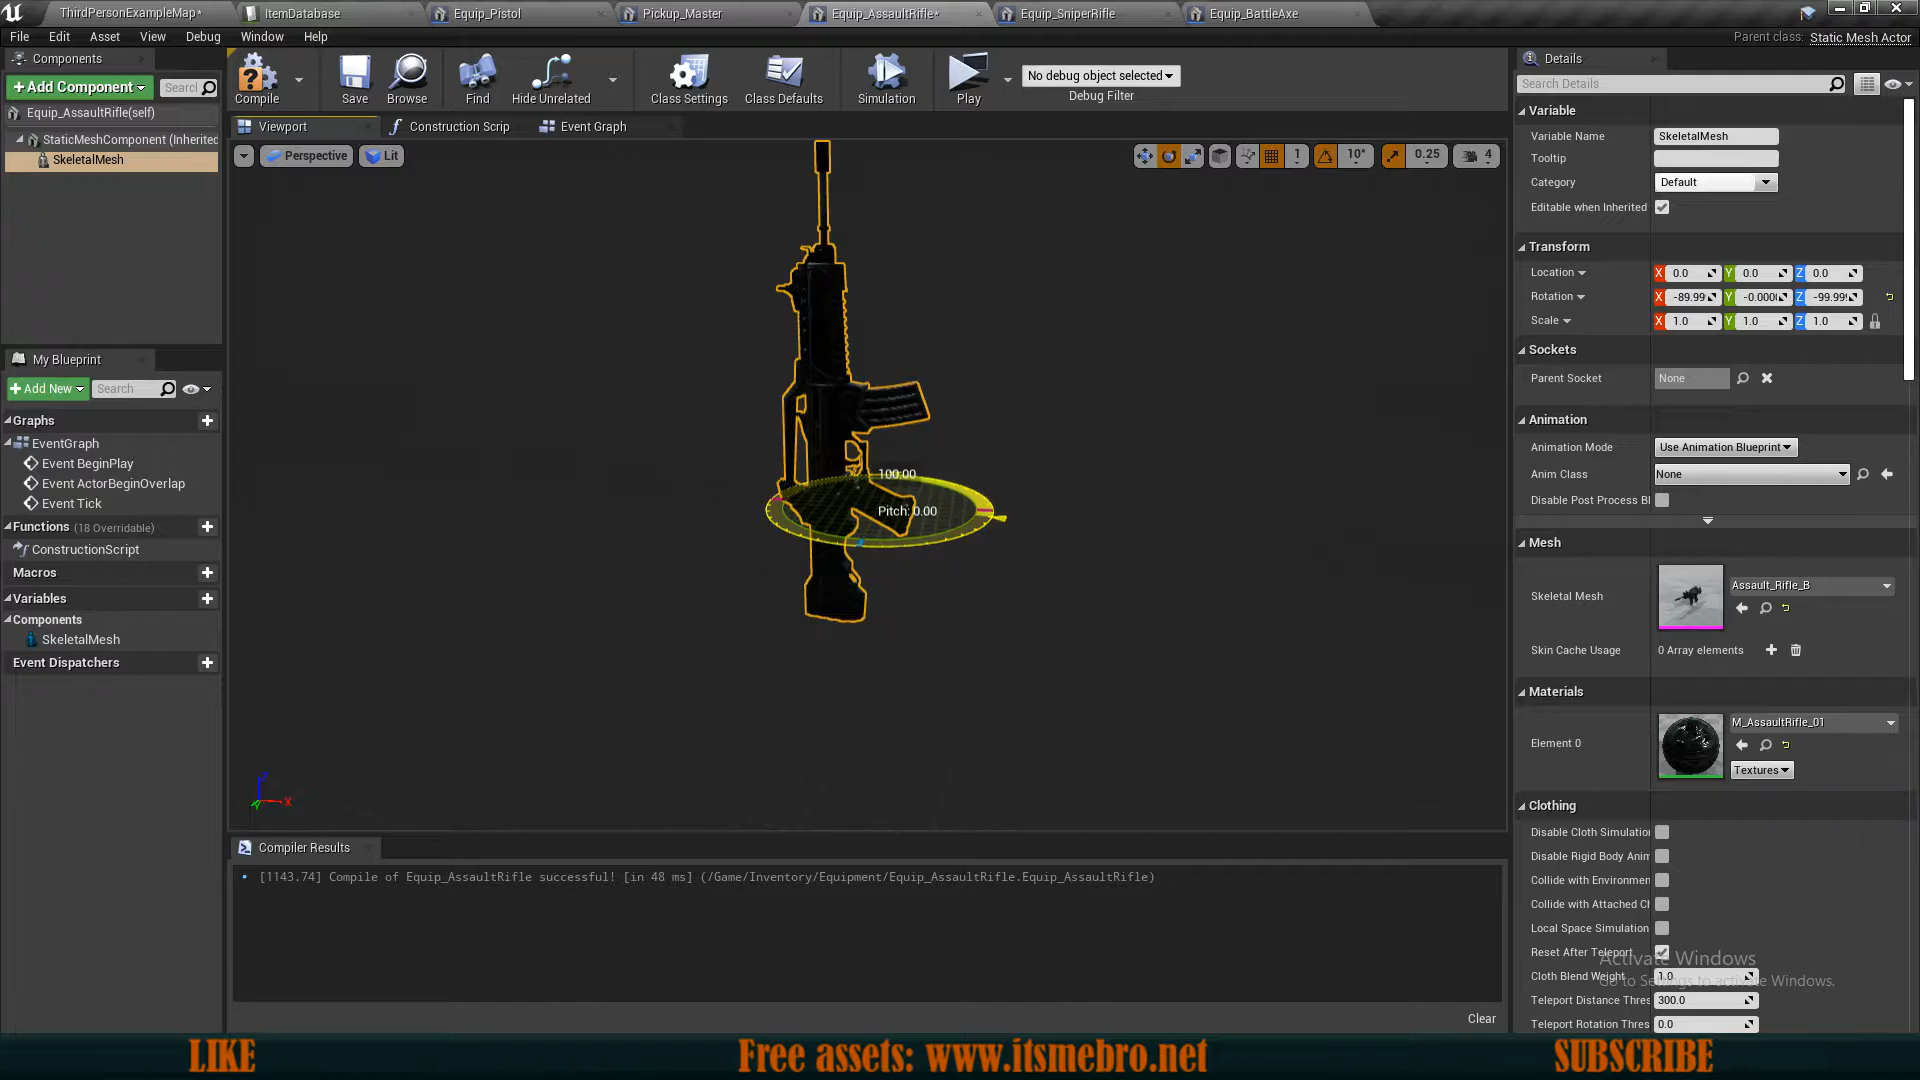 ThirdPersonExampleMap*
ItemDatabase
Equip_Pistol
Pickup_Master
Equip_AssaultRifle*
Equip_SniperRifle
Equip_BattleAxe
File Edit Asset View Debug Window Help
Parent class: Static Mesh Actor
Components
+Add Component
Searcl
Equip_AssaultRifle(self)
StaticMeshComponent (Inherited
SkeletalMesh
Compile
Save
Browse
Find
Hide Unrelated
Class Settings
Class Defaults
Simulation
Play
No debug object selected
Debug Filter
Viewport
Construction Scrip
Event Graph
Perspective
Lit
1
10°
0.25
4
100.00
Pitch: 0.00
Z
X
Y
My Blueprint
+Add New
Search
Graphs
EventGraph
Event BeginPlay
Event ActorBeginOverlap
Event Tick
Functions (18 Overridable)
ConstructionScript
Macros
Variables
Components
SkeletalMesh
Event Dispatchers
Compiler Results
[1143.74] Compile of Equip_AssaultRifle successful! [in 48 ms] (/Game/Inventory/Equipment/Equip_AssaultRifle.Equip_AssaultRifle)
Clear
Details
Search Details
Variable
Variable Name SkeletalMesh
Tooltip
Category Default
Editable when Inherited
Transform
Location X 0.0 Y 0.0 Z 0.0
Rotation X -89.99 Y -0.000 Z -99.99
Scale X 1.0 Y 1.0 Z 1.0
Sockets
Parent Socket None
Animation
Animation Mode Use Animation Blueprint
Anim Class None
Disable Post Process Bl
Mesh
Skeletal Mesh Assault_Rifle_B
Skin Cache Usage 0 Array elements
Materials
Element 0 M_AssaultRifle_01
Textures
Clothing
Disable Cloth Simulation
Disable Rigid Body Anim
Collide with Environmen
Collide with Attached Ch
Local Space Simulation
Reset After Teleport
Cloth Blend Weight 1.0
Teleport Distance Thres 300.0
Teleport Rotation Thres 0.0
Activate Windows
Go to Settings to activate Windows.
LIKE
Free assets: www.itsmebro.net
SUBSCRIBE